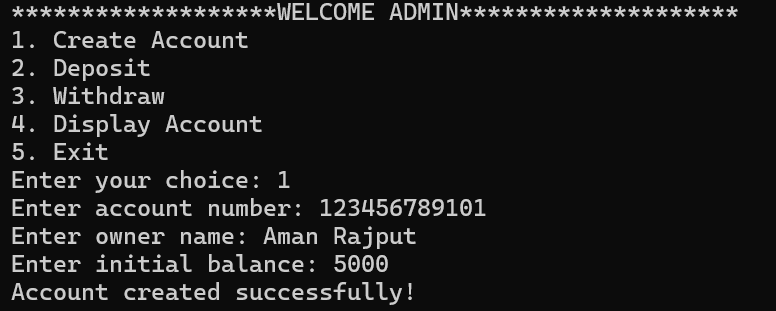 *******************WELCOME ADMIN********************
1. Create Account
2. Deposit
3. Withdraw
4. Display Account
5. Exit
Enter your choice: 1
Enter account number: 123456789101
Enter owner name: Aman Rajput
Enter initial balance: 5000
Account created successfully!